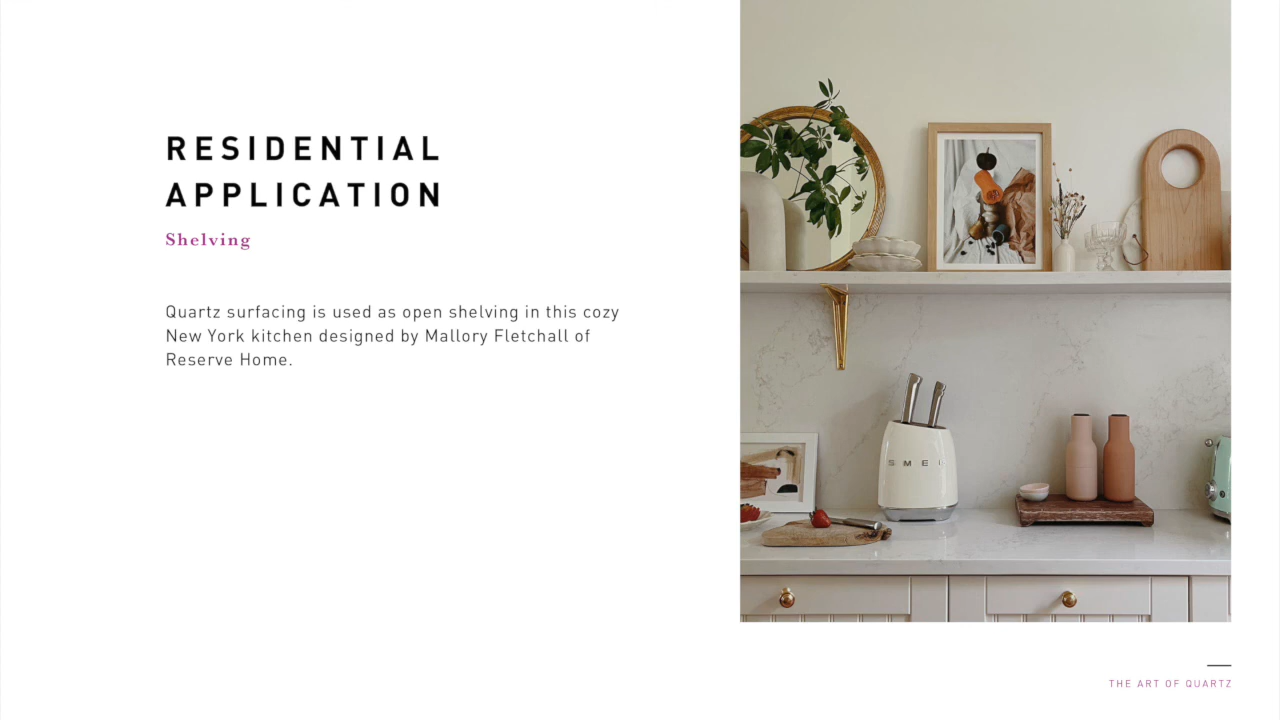 RESIDENTIAL
APPLICATION
Shelving
Quartz surfacing is used as open shelving in this cozy
New York kitchen designed by Mallory Fletchall of
Reserve Home.
SMEG
THE ART OF QUARTZ